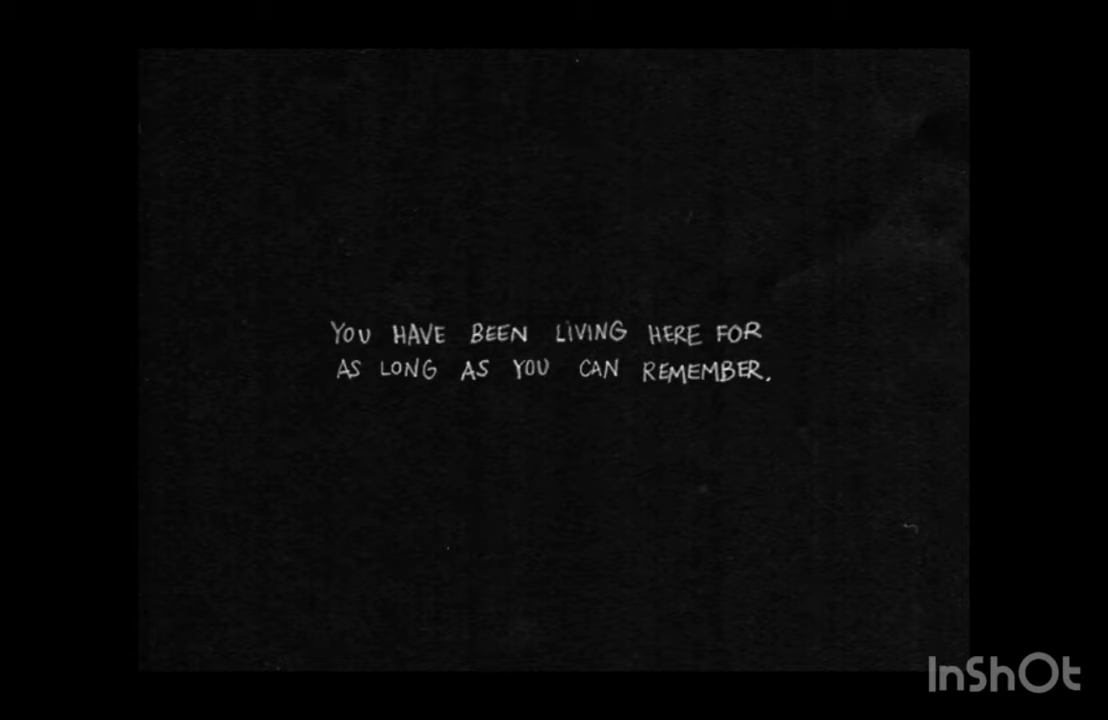 YOU HAVE BEEN LIVING HERE FOR
AS LONG AS YOU CAN REMEMBER.
InShOt